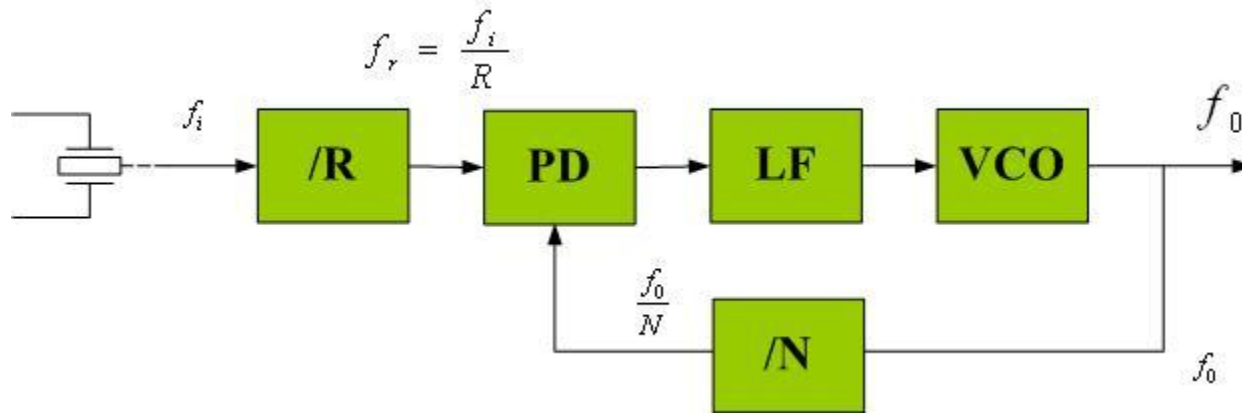 f_r = f_i / R
f_i
/R
PD
LF
VCO
f_0
f_0 / N
/N
f_0